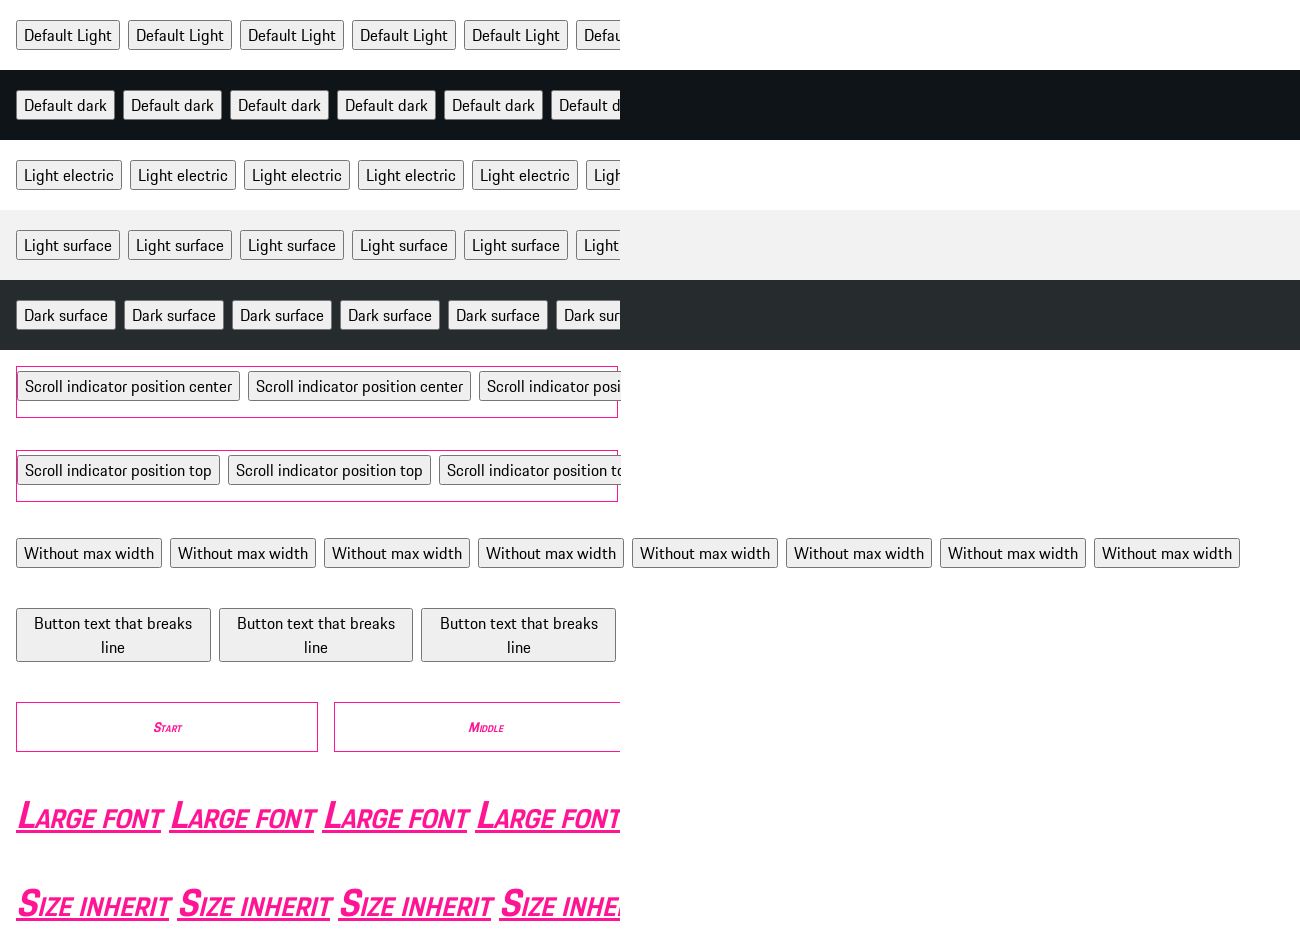 Default Light Default Light Default Light Default Light Default Light Defau
Default dark Default dark Default dark Default dark Default dark Default d
Light electric Light electric Light electric Light electric Light electric Ligh
Light surface Light surface Light surface Light surface Light surface Light
Dark surface Dark surface Dark surface Dark surface Dark surface Dark sur
Scroll indicator position center Scroll indicator position center Scroll indicator posi
Scroll indicator position top Scroll indicator position top Scroll indicator position to
Without max width Without max width Without max width Without max width Without max width Without max width Without max width Without max width
Button text that breaks Button text that breaks Button text that breaks
line line line
Start Middle
Large font Large font Large font Large font
Size inherit Size inherit Size inherit Size inher